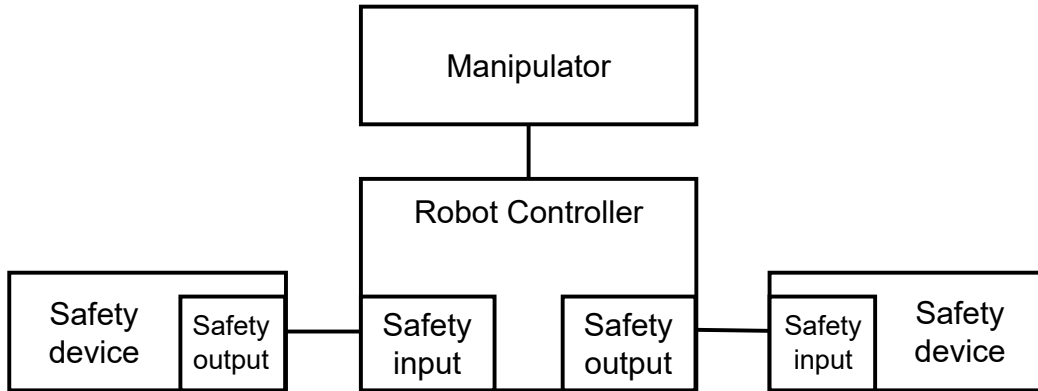 Manipulator
Robot Controller
Safety
device
Safety
output
Safety
input
Safety
output
Safety
input
Safety
device